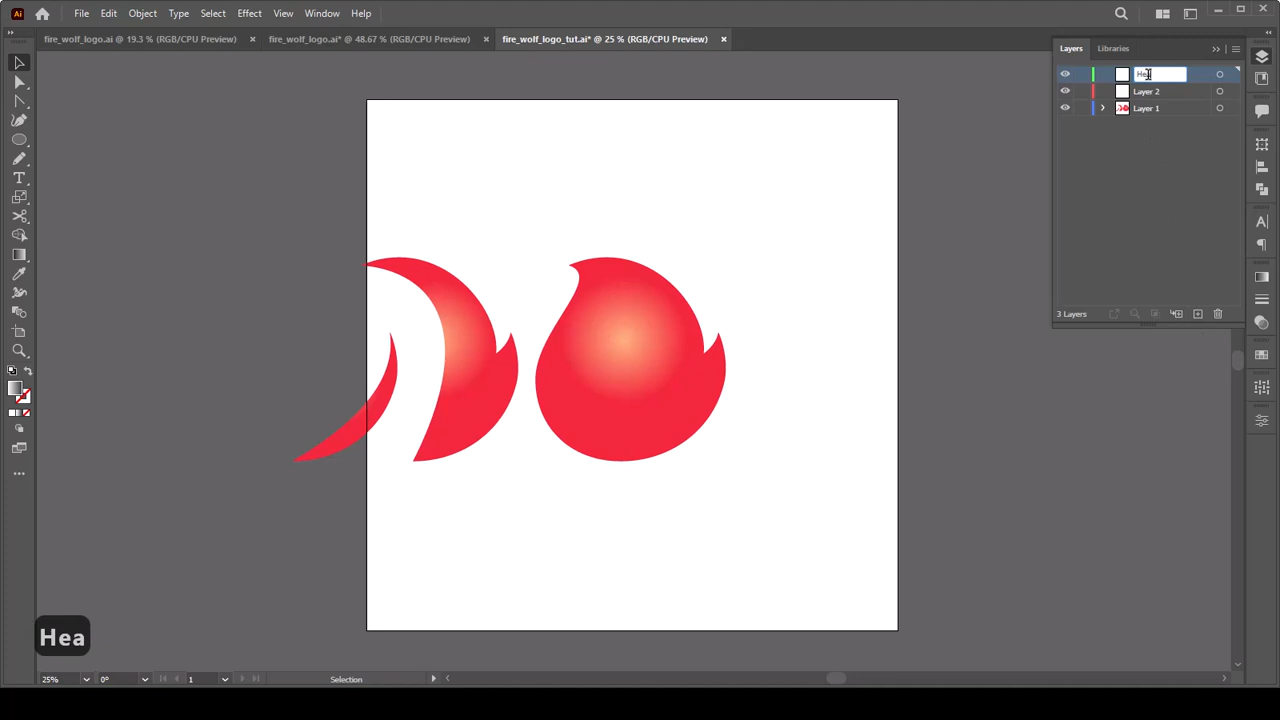 Ai File Edit Object Type Select Effect View Window Help
fire_wolf_logo.ai @ 19.3 % (RGB/CPU Preview) × fire_wolf_logo.ai* @ 48.67 % (RGB/CPU Preview) × fire_wolf_logo_tut.ai* @ 25 % (RGB/CPU Preview) ×
Layers Libraries
Layer 2
Layer 1
3 Layers
Hea
25% 0° 1 Selection